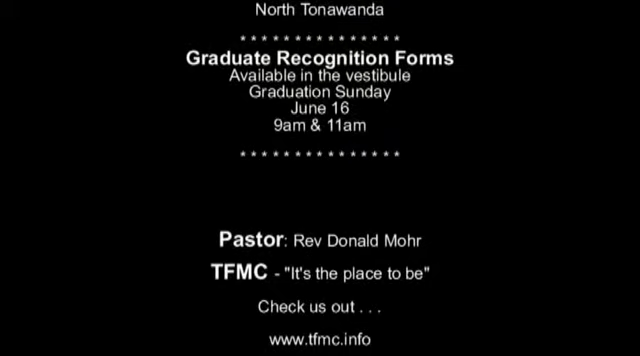 North Tonawanda
* * * * * * * * * * * * * * *
Graduate Recognition Forms
Available in the vestibule
Graduation Sunday
June 16
9am & 11am
* * * * * * * * * * * * * * *
Pastor: Rev Donald Mohr
TFMC - "It's the place to be"
Check us out . . .
www.tfmc.info